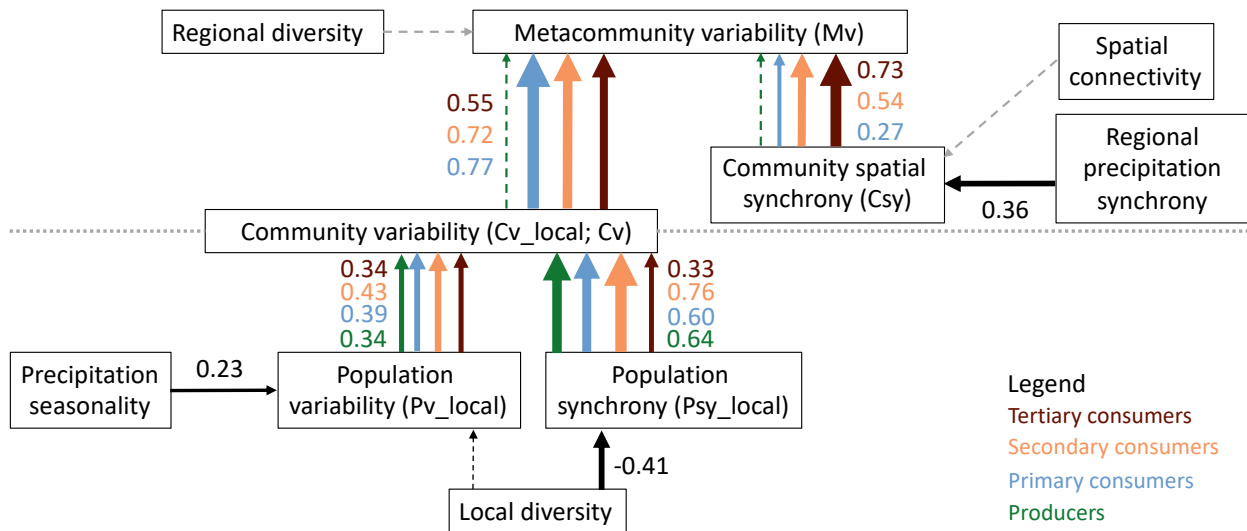 Regional diversity
Metacommunity variability (Mv)
Spatial
connectivity
0.55
0.72
0.77
0.73
0.54
0.27
Community spatial
synchrony (Csy)
0.36
Regional
precipitation
synchrony
Community variability (Cv_local; Cv)
0.34
0.43
0.39
0.34
0.33
0.76
0.60
0.64
Precipitation
seasonality
0.23
Population
variability (Pv_local)
Population
synchrony (Psy_local)
-0.41
Local diversity
Legend
Tertiary consumers
Secondary consumers
Primary consumers
Producers